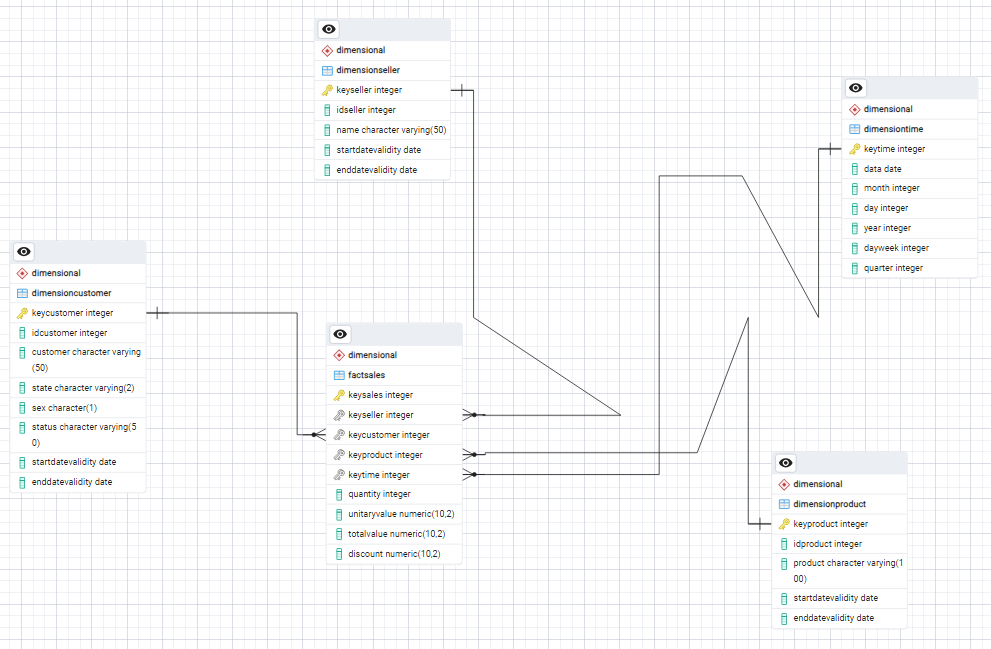 dimensional
dimensionseller
keyseller integer
idseller integer
name character varying(50)
startdatevalidity date
enddatevalidity date
dimensional
dimensiontime
keytime integer
data date
month integer
day integer
year integer
dayweek integer
quarter integer
dimensional
dimensioncustomer
keycustomer integer
idcustomer integer
customer character varying
(50)
state character varying(2)
sex character(1)
status character varying(5
0)
startdatevalidity date
enddatevalidity date
dimensional
factsales
keysales integer
keyseller integer
keycustomer integer
keyproduct integer
keytime integer
quantity integer
unitaryvalue numeric(10,2)
totalvalue numeric(10,2)
discount numeric(10,2)
dimensional
dimensionproduct
keyproduct integer
idproduct integer
product character varying(1
00)
startdatevalidity date
enddatevalidity date